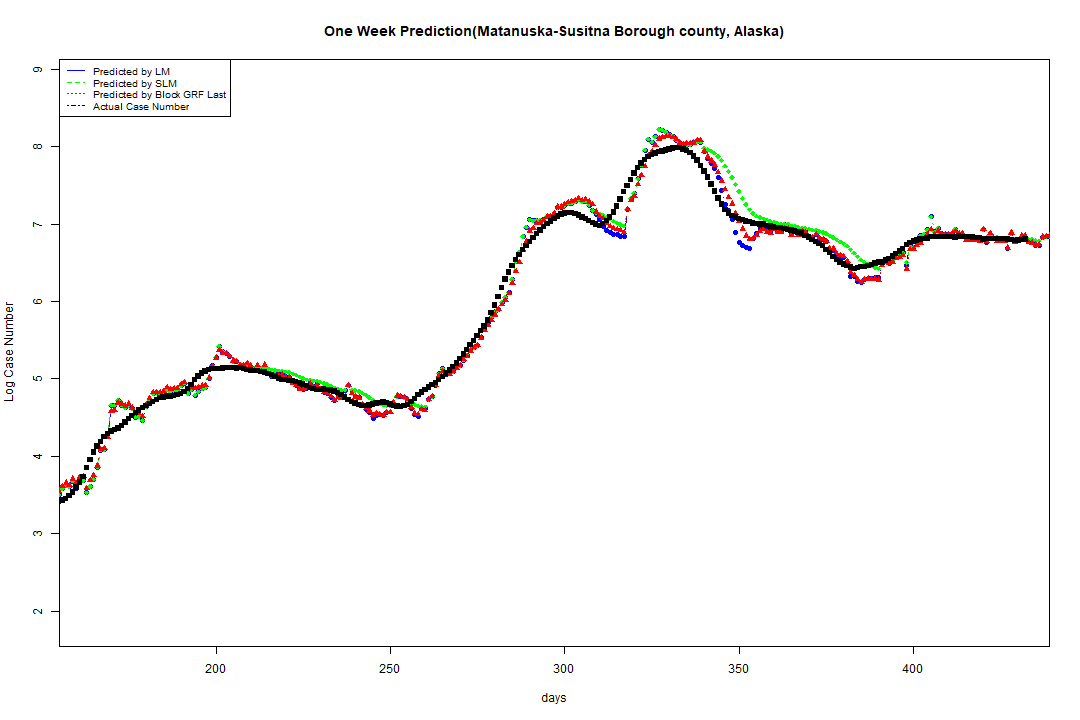 One Week Prediction(Matanuska-Susitna Borough county, Alaska)
Predicted by LM
Predicted by SLM
Predicted by Block GRF Last
Actual Case Number
9
8
7
6
5
4
3
2
Log Case Number
200 250 300 350 400
days